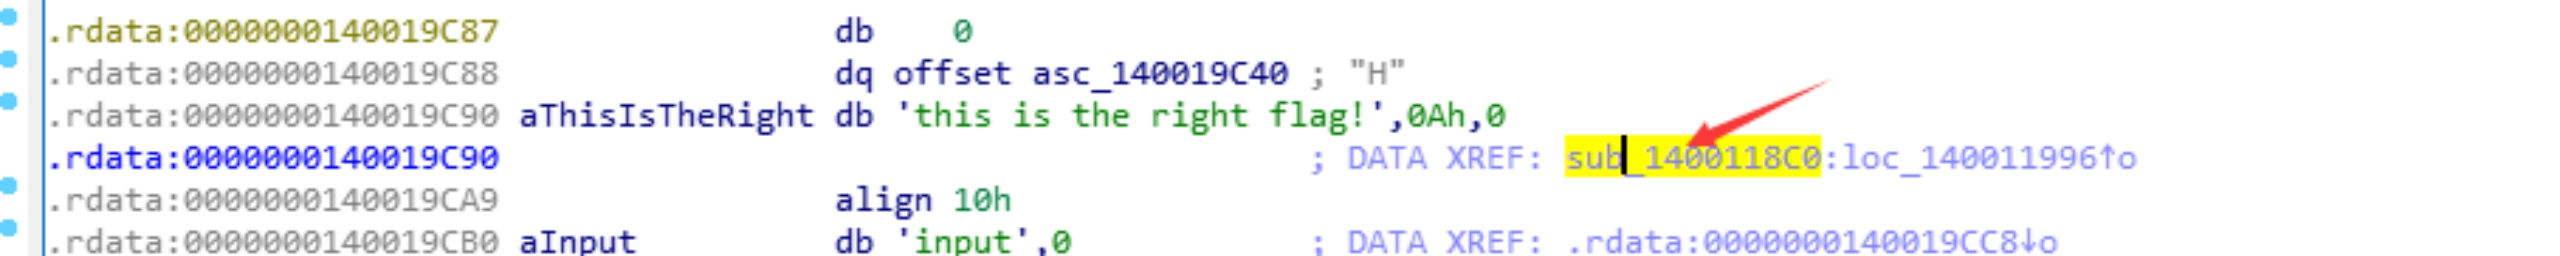 .rdata:0000000140019C87 db 0
.rdata:0000000140019C88 dq offset asc_140019C40 ; "H"
.rdata:0000000140019C90 aThisIsTheRight db 'this is the right flag!',0Ah,0
.rdata:0000000140019C90 ; DATA XREF: sub_1400118C0:loc_140011996↑o
.rdata:0000000140019CA9 align 10h
.rdata:0000000140019CB0 aInput db 'input',0 ; DATA XREF: .rdata:0000000140019CC8↓o